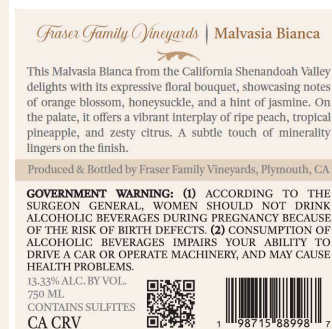 Fraser Family Vineyards | Malvasia Bianca
This Malvasia Bianca from the California Shenandoah Valley
delights with its expressive floral bouquet, showcasing notes
of orange blossom, honeysuckle, and a hint of jasmine. On
the palate, it offers a vibrant interplay of ripe peach, tropical
pineapple, and zesty citrus. A subtle touch of minerality
lingers on the finish.
Produced & Bottled by Fraser Family Vineyards, Plymouth, CA
GOVERNMENT WARNING: (1) ACCORDING TO THE
SURGEON GENERAL, WOMEN SHOULD NOT DRINK
ALCOHOLIC BEVERAGES DURING PREGNANCY BECAUSE
OF THE RISK OF BIRTH DEFECTS. (2) CONSUMPTION OF
ALCOHOLIC BEVERAGES IMPAIRS YOUR ABILITY TO
DRIVE A CAR OR OPERATE MACHINERY, AND MAY CAUSE
HEALTH PROBLEMS.
13.33% ALC. BY VOL.
750 ML
CONTAINS SULFITES
CA CRV
1 98715 88998 7